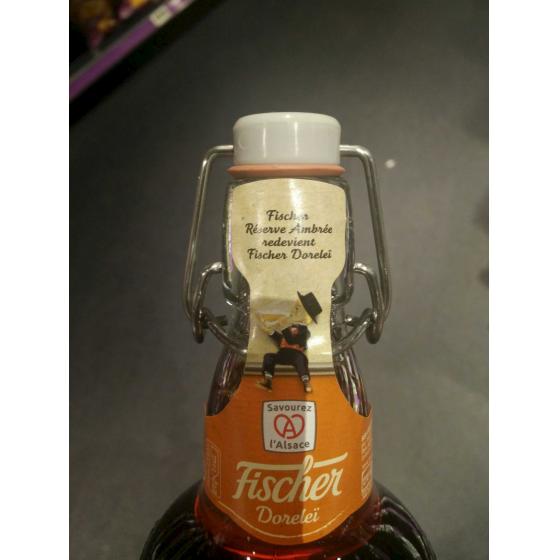 Fischer
Réserve Ambrée
redevient
Fischer Doreleï
Savourez
l'Alsace
Fischer
Doreleï